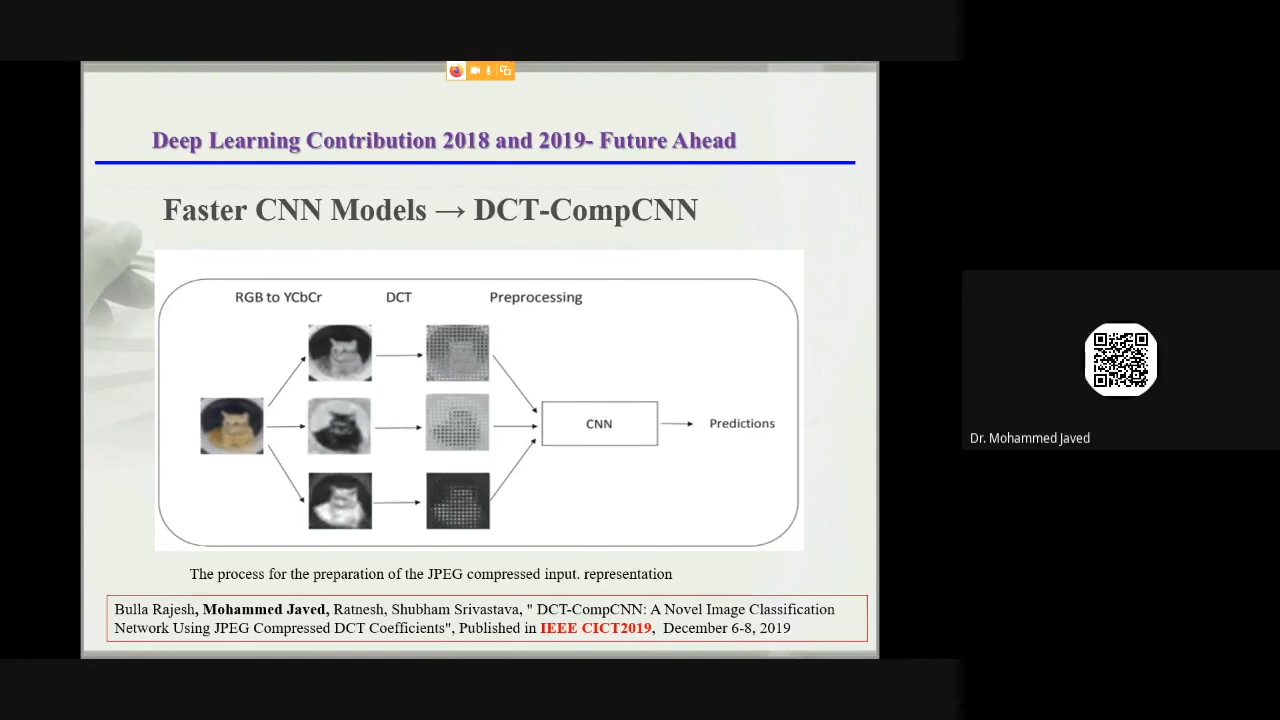 Deep Learning Contribution 2018 and 2019- Future Ahead
Faster CNN Models → DCT-CompCNN
RGB to YCbCr DCT Preprocessing
CNN Predictions
The process for the preparation of the JPEG compressed input. representation
Bulla Rajesh, Mohammed Javed, Ratnesh, Shubham Srivastava, " DCT-CompCNN: A Novel Image Classification
Network Using JPEG Compressed DCT Coefficients", Published in IEEE CICT2019, December 6-8, 2019
Dr. Mohammed Javed